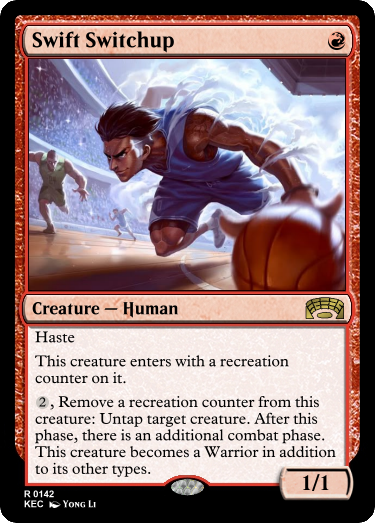 Swift Switchup
Creature — Human
Haste
This creature enters with a recreation
counter on it.
2, Remove a recreation counter from this
creature: Untap target creature. After this
phase, there is an additional combat phase.
This creature becomes a Warrior in addition
to its other types.
1/1
R 0142
KEC Yong Li